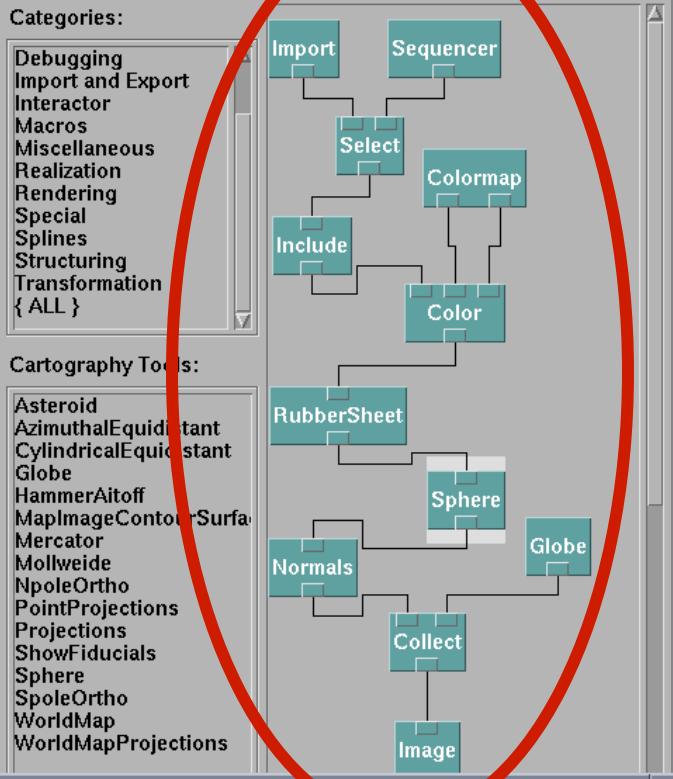 Categories:
Debugging
Import and Export
Interactor
Macros
Miscellaneous
Realization
Rendering
Special
Splines
Structuring
Transformation
{ ALL }
Cartography Tools:
Asteroid
AzimuthalEquidistant
CylindricalEquidistant
Globe
HammerAitoff
MapImageContourSurfa
Mercator
Mollweide
NpoleOrtho
PointProjections
Projections
ShowFiducials
Sphere
SpoleOrtho
WorldMap
WorldMapProjections
Import
Sequencer
Select
Colormap
Include
Color
RubberSheet
Sphere
Globe
Normals
Collect
Image